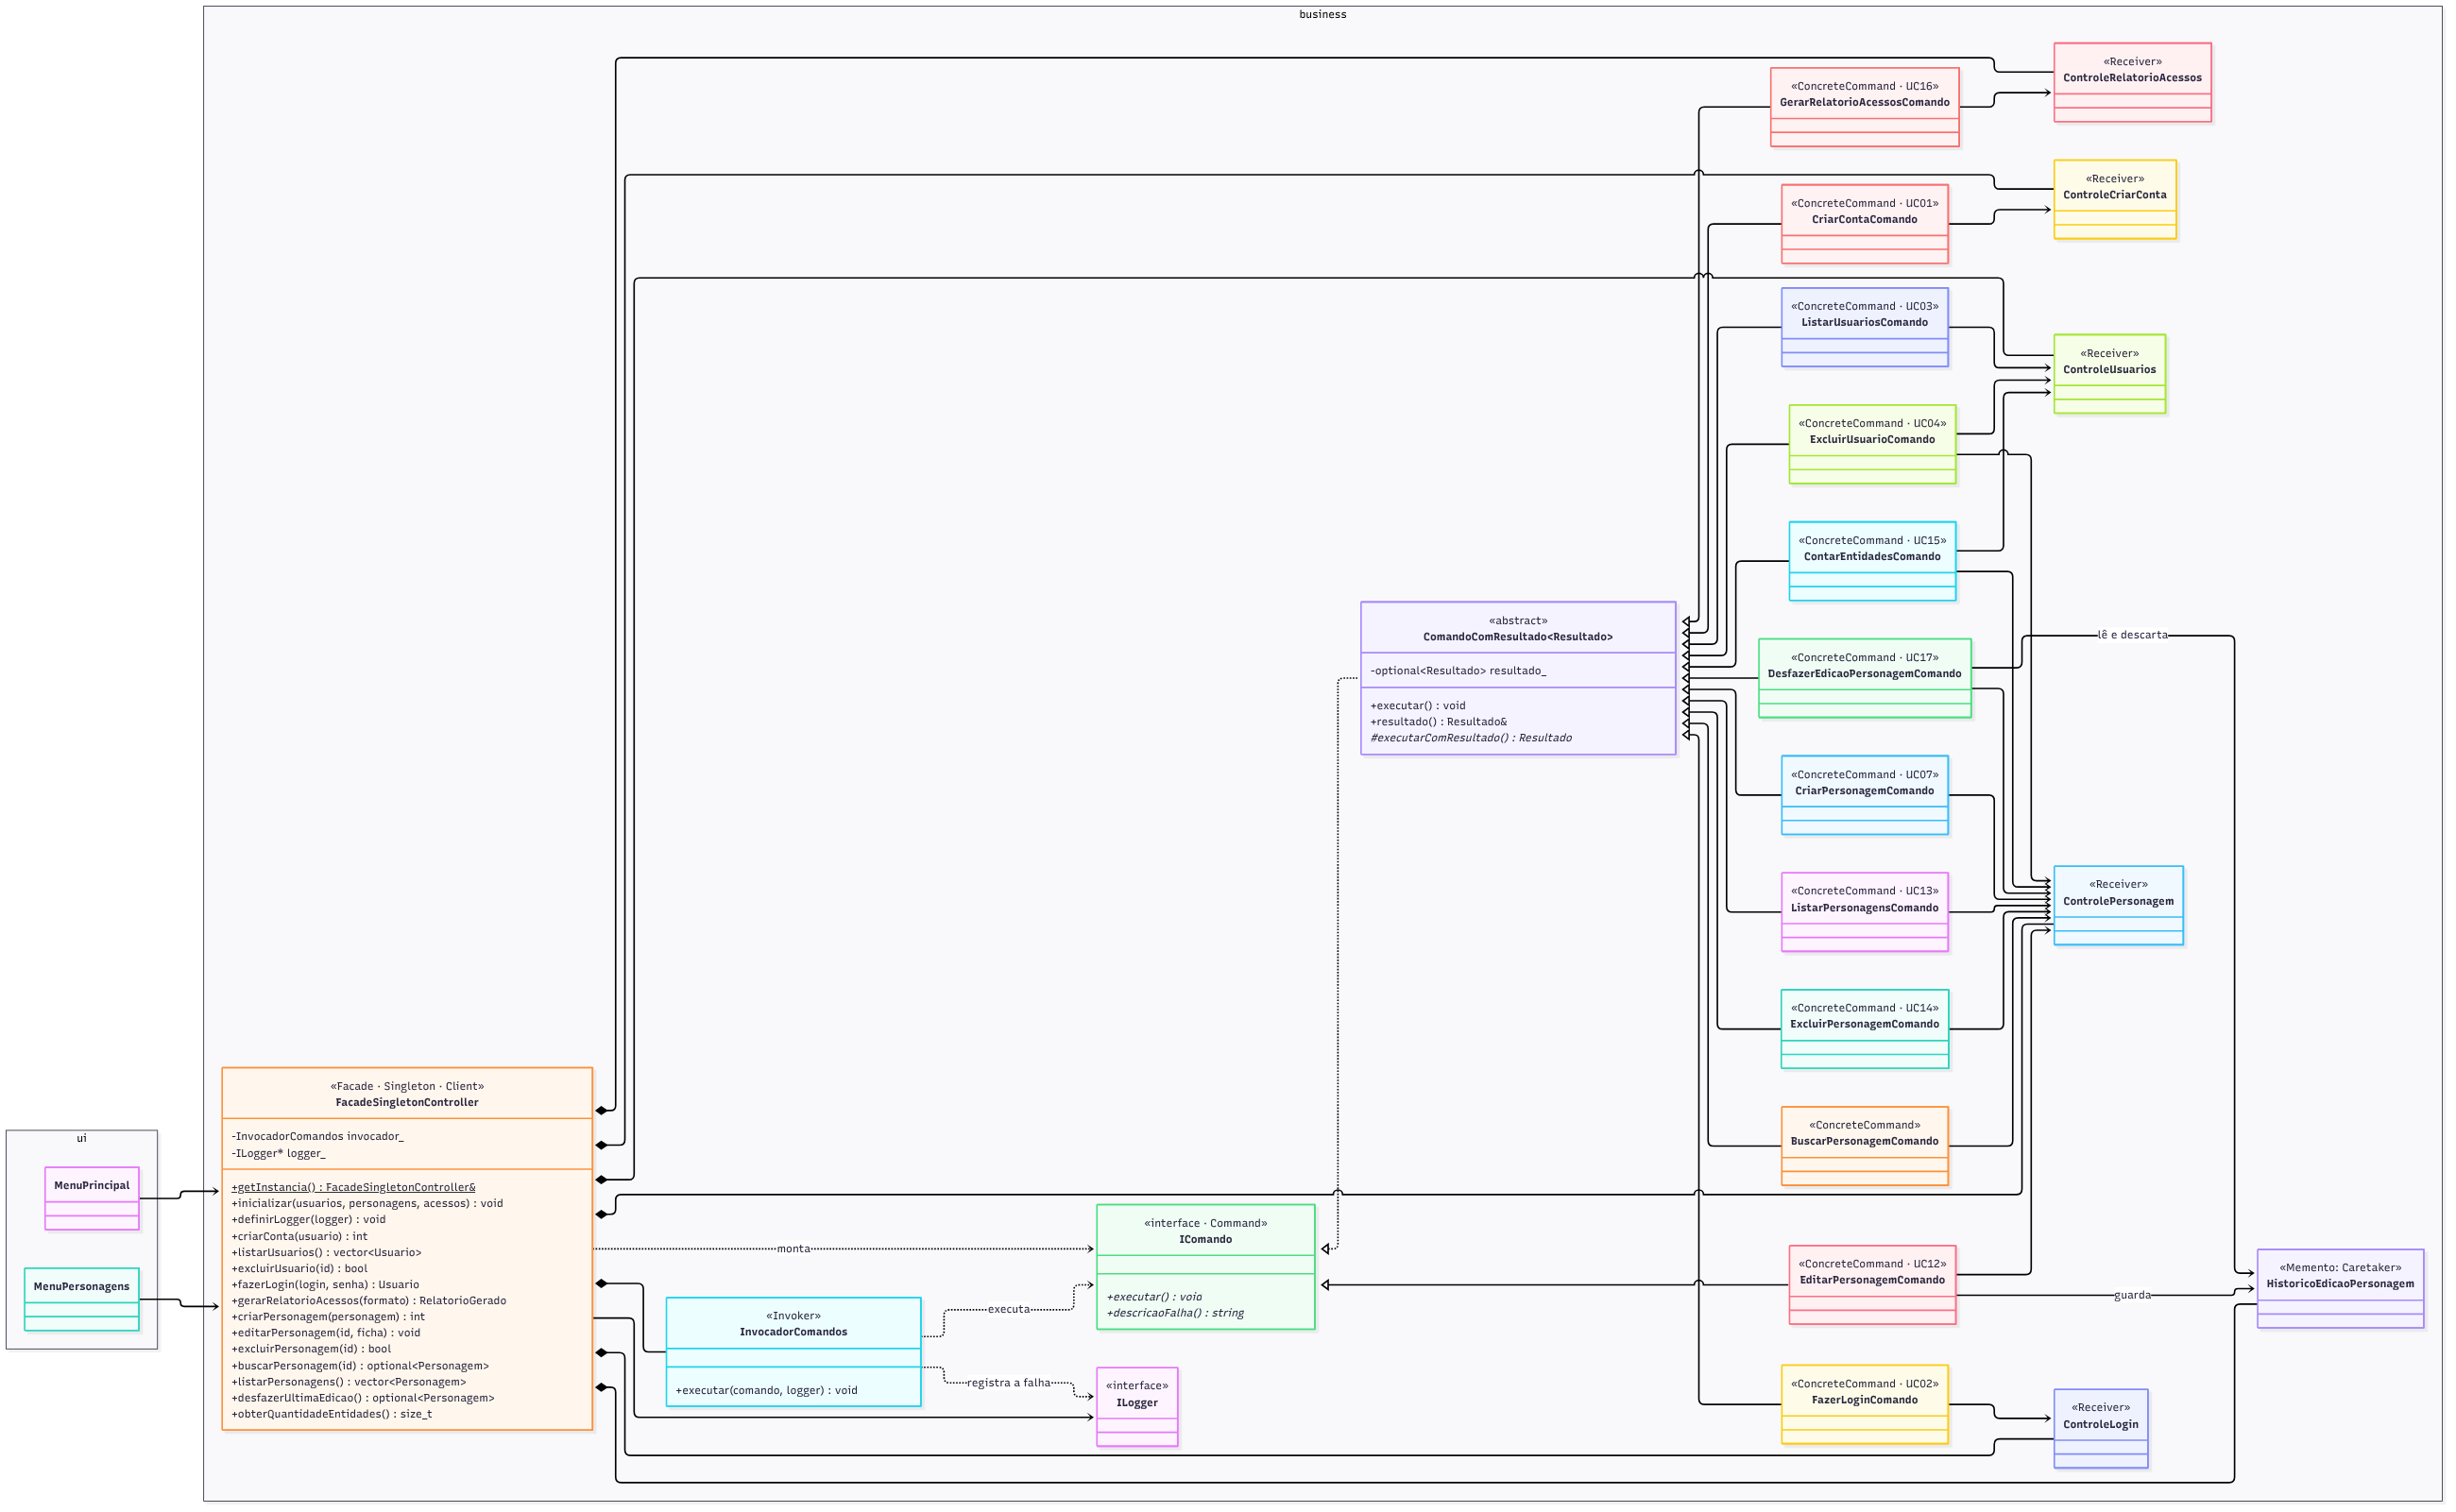 business
«Receiver»
ControleRelatorioAcessos
«ConcreteCommand · UC16»
GerarRelatorioAcessosComando
«Receiver»
ControleCriarConta
«ConcreteCommand · UC01»
CriarContaComando
«ConcreteCommand · UC03»
ListarUsuariosComando
«Receiver»
ControleUsuarios
«ConcreteCommand · UC04»
ExcluirUsuarioComando
«ConcreteCommand · UC15»
ContarEntidadesComando
«abstract»
ComandoComResultado<Resultado>
-optional<Resultado> resultado_
+executar() : void
+resultado() : Resultado&
#executarComResultado() : Resultado
lê e descarta
«ConcreteCommand · UC17»
DesfazerEdicaoPersonagemComando
«ConcreteCommand · UC07»
CriarPersonagemComando
«ConcreteCommand · UC13»
ListarPersonagensComando
«Receiver»
ControlePersonagem
«ConcreteCommand · UC14»
ExcluirPersonagemComando
«ConcreteCommand»
BuscarPersonagemComando
«Facade · Singleton · Client»
FacadeSingletonController
-InvocadorComandos invocador_
-ILogger* logger_
+getInstancia() : FacadeSingletonController&
+inicializar(usuarios, personagens, acessos) : void
+definirLogger(logger) : void
+criarConta(usuario) : int
+listarUsuarios() : vector<Usuario>
+excluirUsuario(id) : bool
+fazerLogin(login, senha) : Usuario
+gerarRelatorioAcessos(formato) : RelatorioGerado
+criarPersonagem(personagem) : int
+editarPersonagem(id, ficha) : void
+excluirPersonagem(id) : bool
+buscarPersonagem(id) : optional<Personagem>
+listarPersonagens() : vector<Personagem>
+desfazerUltimaEdicao() : optional<Personagem>
+obterQuantidadeEntidades() : size_t
ui
MenuPrincipal
MenuPersonagens
monta
«interface · Command»
IComando
+executar() : void
+descricaoFalha() : string
executa
«Invoker»
InvocadorComandos
+executar(comando, logger) : void
registra a falha
«interface»
ILogger
«ConcreteCommand · UC12»
EditarPersonagemComando
guarda
«Memento: Caretaker»
HistoricoEdicaoPersonagem
«ConcreteCommand · UC02»
FazerLoginComando
«Receiver»
ControleLogin